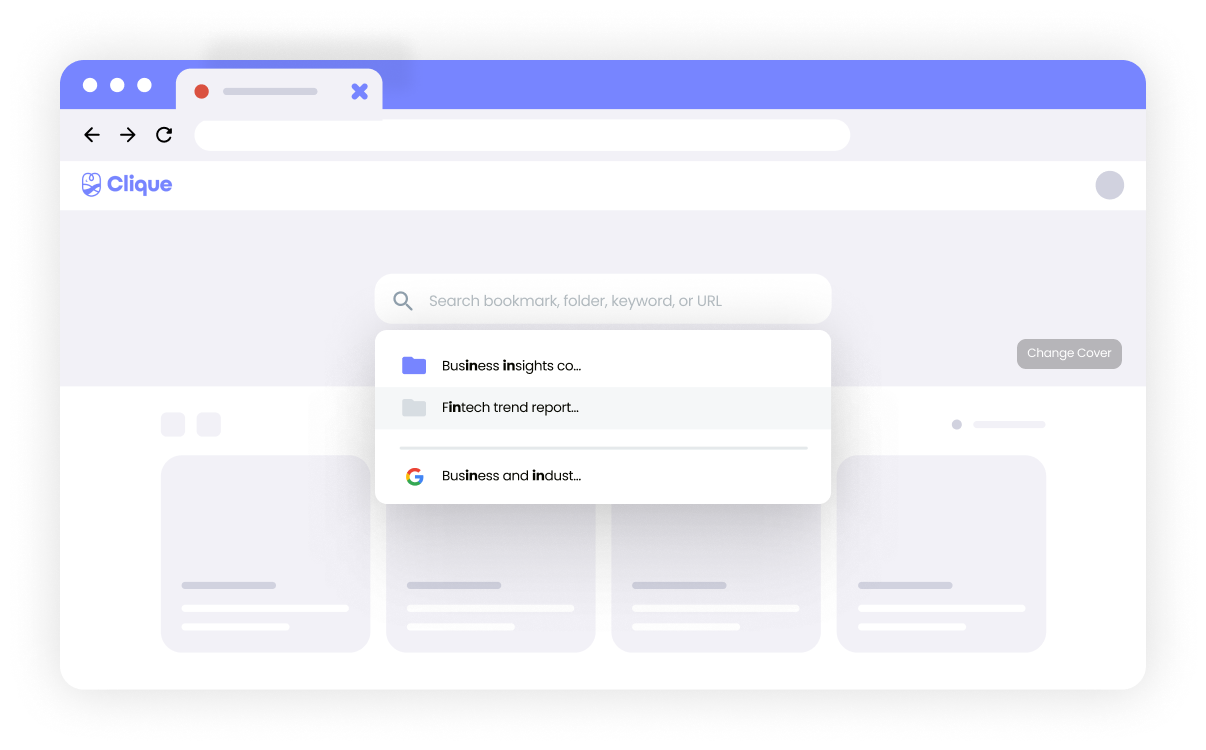 Clique
Search bookmark, folder, keyword, or URL
Business insights co...
Change Cover
Fintech trend report...
Business and indust...